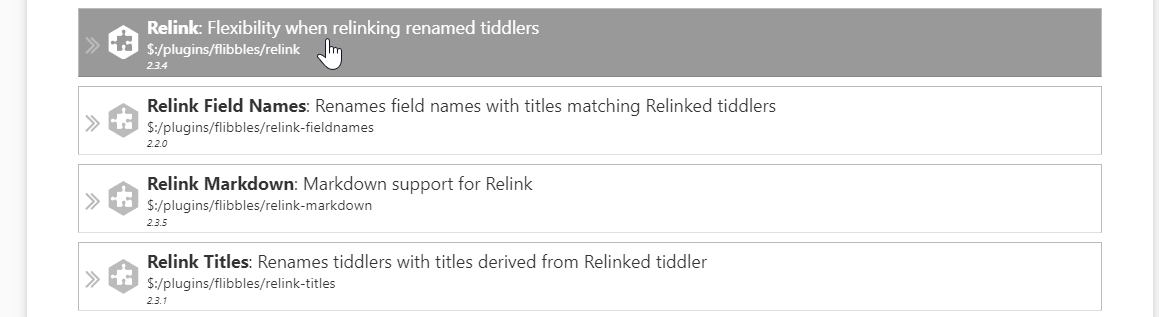 Relink: Flexibility when relinking renamed tiddlers
$:/plugins/flibbles/relink
2.3.4
Relink Field Names: Renames field names with titles matching Relinked tiddlers
$:/plugins/flibbles/relink-fieldnames
2.2.0
Relink Markdown: Markdown support for Relink
$:/plugins/flibbles/relink-markdown
2.3.5
Relink Titles: Renames tiddlers with titles derived from Relinked tiddler
$:/plugins/flibbles/relink-titles
2.3.1